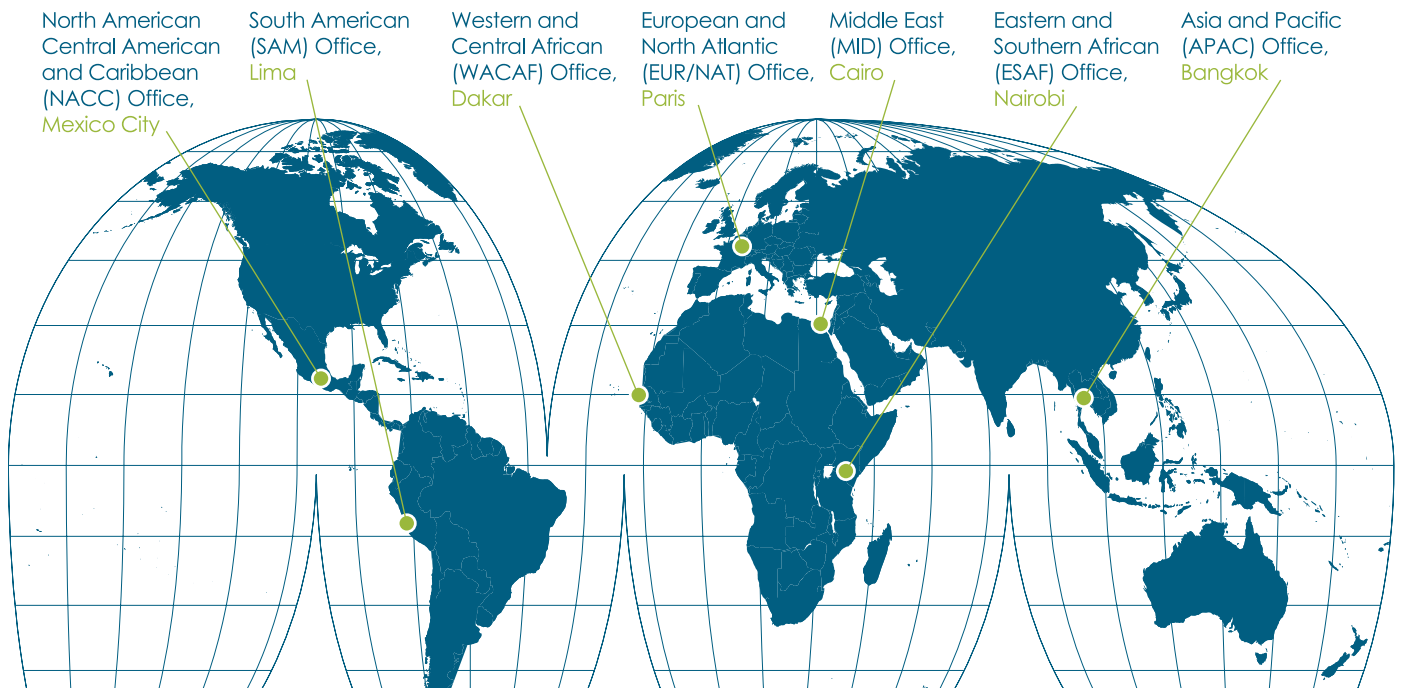 North American
Central American
and Caribbean
(NACC) Office,
Mexico City
South American
(SAM) Office,
Lima
Western and
Central African
(WACAF) Office,
Dakar
European and
North Atlantic
(EUR/NAT) Office,
Paris
Middle East
(MID) Office,
Cairo
Eastern and
Southern African
(ESAF) Office,
Nairobi
Asia and Pacific
(APAC) Office,
Bangkok